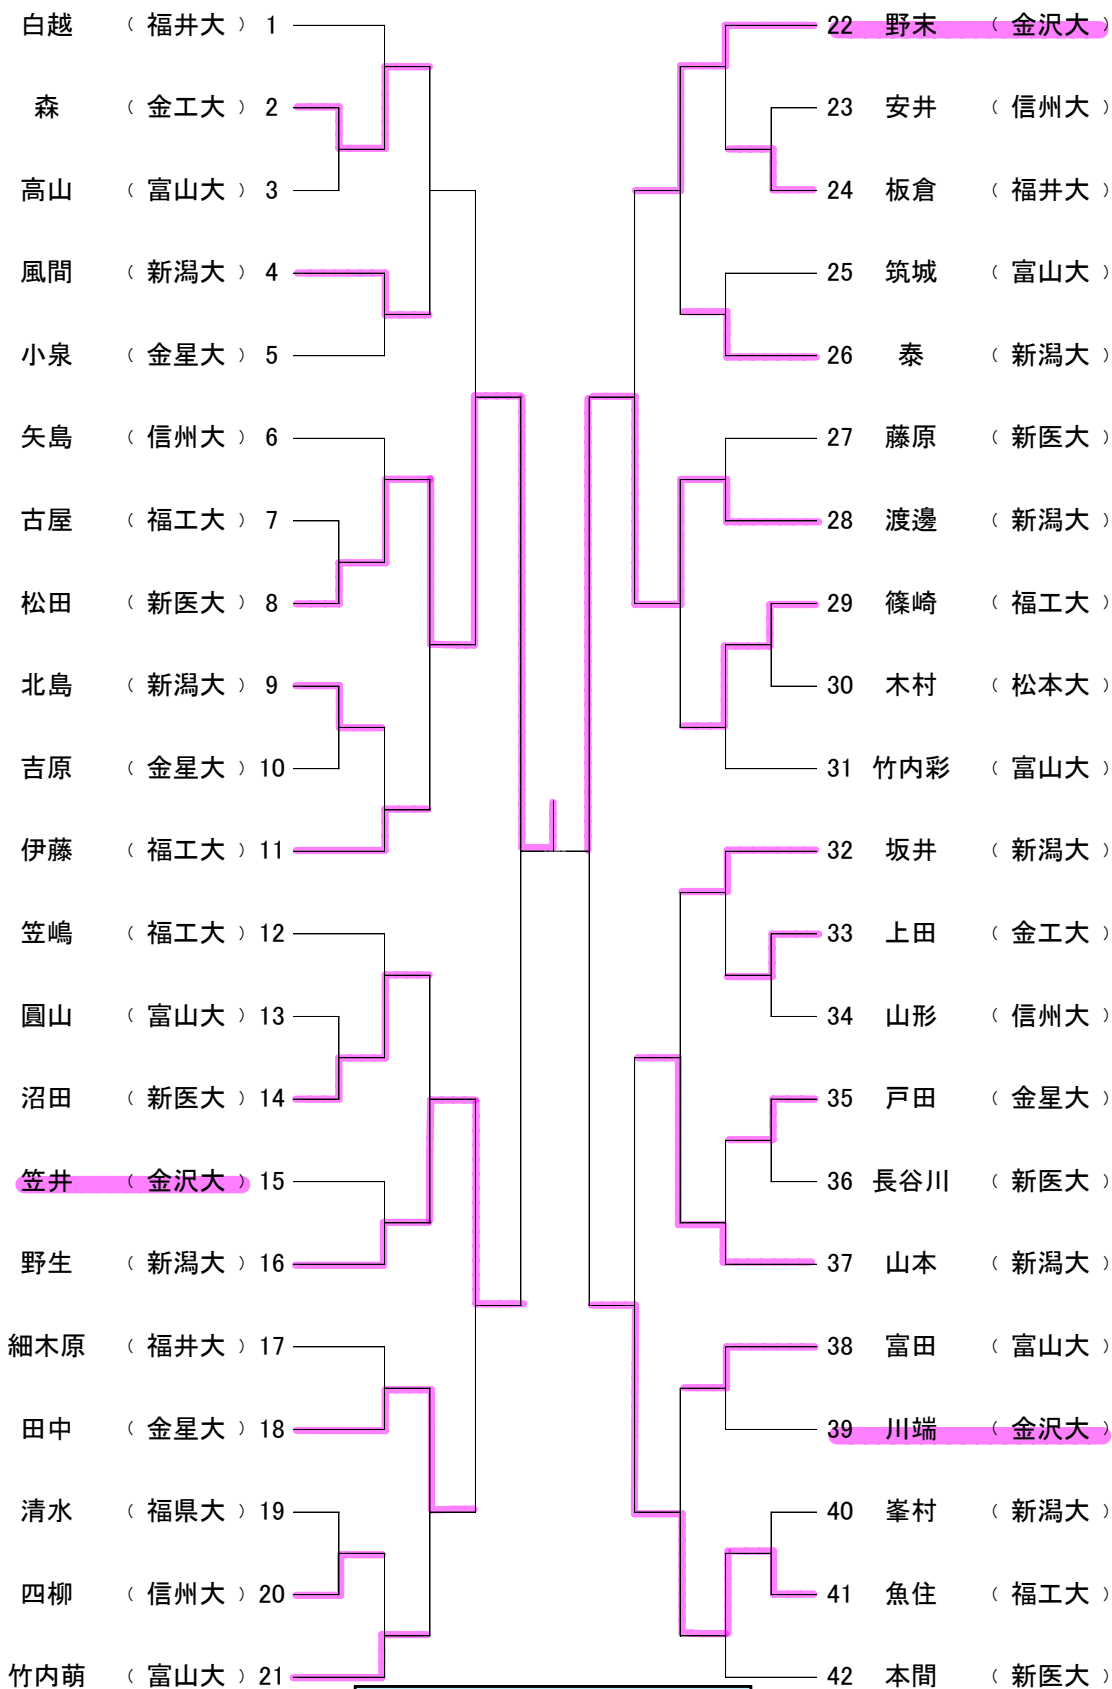 白越 （ 福井大 ） 1
森 （ 金工大 ） 2
高山 （ 富山大 ） 3
風間 （ 新潟大 ） 4
小泉 （ 金星大 ） 5
矢島 （ 信州大 ） 6
古屋 （ 福工大 ） 7
松田 （ 新医大 ） 8
北島 （ 新潟大 ） 9
吉原 （ 金星大 ） 10
伊藤 （ 福工大 ） 11
笠嶋 （ 福工大 ） 12
圓山 （ 富山大 ） 13
沼田 （ 新医大 ） 14
笠井 （ 金沢大 ） 15
野生 （ 新潟大 ） 16
細木原 （ 福井大 ） 17
田中 （ 金星大 ） 18
清水 （ 福県大 ） 19
四柳 （ 信州大 ） 20
竹内萌 （ 富山大 ） 21
22 野末 （ 金沢大 ）
23 安井 （ 信州大 ）
24 板倉 （ 福井大 ）
25 筑城 （ 富山大 ）
26 泰 （ 新潟大 ）
27 藤原 （ 新医大 ）
28 渡邊 （ 新潟大 ）
29 篠崎 （ 福工大 ）
30 木村 （ 松本大 ）
31 竹内彩 （ 富山大 ）
32 坂井 （ 新潟大 ）
33 上田 （ 金工大 ）
34 山形 （ 信州大 ）
35 戸田 （ 金星大 ）
36 長谷川 （ 新医大 ）
37 山本 （ 新潟大 ）
38 富田 （ 富山大 ）
39 川端 （ 金沢大 ）
40 峯村 （ 新潟大 ）
41 魚住 （ 福工大 ）
42 本間 （ 新医大 ）